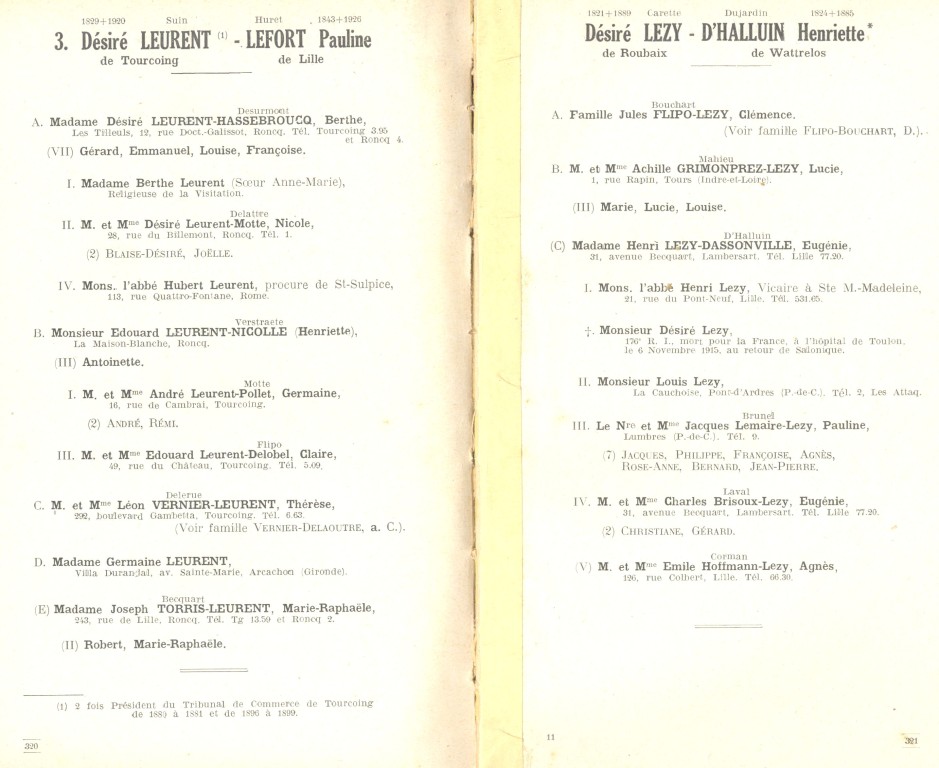 1829+1920 Suin Huret 1843+1926
3. Désiré LEURENT (1) - LEFORT Pauline
de Tourcoing de Lille
Desurmont
A. Madame Désiré LEURENT-HASSEBROUCQ, Berthe,
Les Tilleuls, 12, rue Doct.-Galissot, Roncq. Tél. Tourcoing 3.95
et Roncq 4.
(VII) Gérard, Emmanuel, Louise, Françoise.
I. Madame Berthe Leurent (Sœur Anne-Marie),
Religieuse de la Visitation.
Delattre
II. M. et Mme Désiré Leurent-Motte, Nicole,
28, rue du Billemont, Roncq. Tél. 1.
(2) BLAISE-DÉSIRÉ, JOËLLE.
IV. Mons. l'abbé Hubert Leurent, procure de St-Sulpice,
113, rue Quattro-Fontane, Rome.
Verstraete
B. Monsieur Edouard LEURENT-NICOLLE (Henriette),
La Maison-Blanche, Roncq.
(III) Antoinette.
Motte
I. M. et Mme André Leurent-Pollet, Germaine,
16, rue de Cambrai, Tourcoing.
(2) ANDRÉ, RÉMI.
Flipo
III. M. et Mme Edouard Leurent-Delobel, Claire,
49, rue du Château, Tourcoing. Tél. 5.09.
Delerue
C. M. et Mme Léon VERNIER-LEURENT, Thérèse,
292, boulevard Gambetta, Tourcoing. Tél. 6.63.
(Voir famille VERNIER-DELAOUTRE, a. C.).
D. Madame Germaine LEURENT,
Villa Durandal, av. Sainte-Marie, Arcachon (Gironde).
Becquart
(E) Madame Joseph TORRIS-LEURENT, Marie-Raphaële,
243, rue de Lille, Roncq. Tél. Tg 13.59 et Roncq 2.
(II) Robert, Marie-Raphaële.
(1) 2 fois Président du Tribunal de Commerce de Tourcoing
de 1880 à 1881 et de 1896 à 1899.
320
1821+1889 Carette Dujardin 1824+1885
Désiré LEZY - D'HALLUIN Henriette*
de Roubaix de Wattrelos
Bouchart
A. Famille Jules FLIPO-LEZY, Clémence.
(Voir famille FLIPO-BOUCHART, D.).
Mahieu
B. M. et Mme Achille GRIMONPREZ-LEZY, Lucie,
1, rue Rapin, Tours (Indre-et-Loire).
(III) Marie, Lucie, Louise.
D'Halluin
(C) Madame Henri LEZY-DASSONVILLE, Eugénie,
31, avenue Becquart, Lambersart. Tél. Lille 77.20.
I. Mons. l'abbé Henri Lezy, Vicaire à Ste M.-Madeleine,
21, rue du Pont-Neuf, Lille. Tél. 531.65.
†. Monsieur Désiré Lezy,
176e R. I., mort pour la France, à l'hôpital de Toulon,
le 6 Novembre 1915, au retour de Salonique.
II. Monsieur Louis Lezy,
La Cauchoise, Pont-d'Ardres (P.-de-C.). Tél. 2, Les Attaq.
Brunel
III. Le Nre et Mme Jacques Lemaire-Lezy, Pauline,
Lumbres (P.-de-C.). Tél. 9.
(7) JACQUES, PHILIPPE, FRANÇOISE, AGNÈS,
ROSE-ANNE, BERNARD, JEAN-PIERRE.
Laval
IV. M. et Mme Charles Brisoux-Lezy, Eugénie,
31, avenue Becquart, Lambersart. Tél. Lille 77.20.
(2) CHRISTIANE, GÉRARD.
Corman
(V) M. et Mme Emile Hoffmann-Lezy, Agnès,
126, rue Colbert, Lille. Tél. 66.30.
11
321